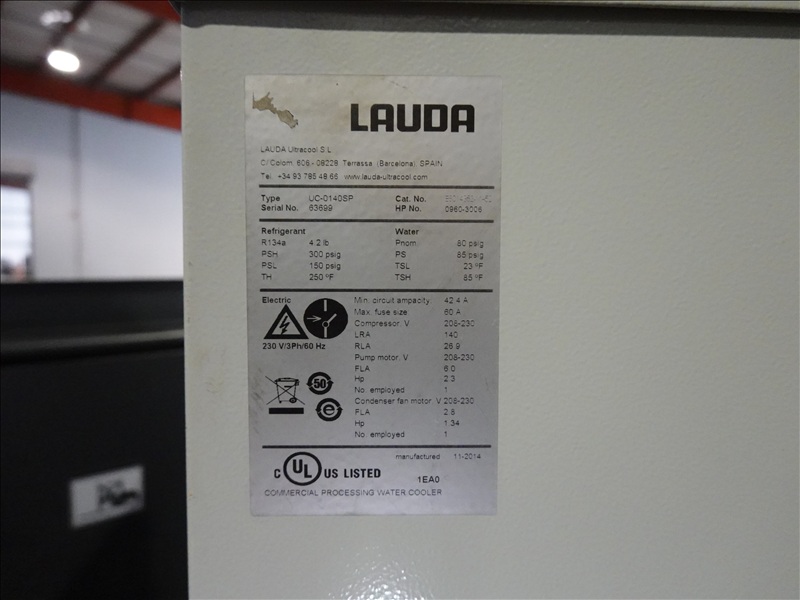 LAUDA
LAUDA Ultracool S.L.
C/ Colom, 606 - 08228 Terrassa (Barcelona), SPAIN
Tel. +34 93 785 48 66 www.lauda-ultracool.com
Type UC-0140SP Cat. No.
Serial No. 83699 HP No. 0960-3006
Refrigerant Water
R134a 4.2 lb Pnom. 80 psig
PSH 300 psig PS 85 psig
PSL 150 psig TSL 23 ºF
TH 250 ºF TSH 85 ºF
Electric Min. circuit ampacity 42.4 A
Max. fuse size 60 A
Compressor. V 208-230
LRA 140
230 V/3Ph/60 Hz RLA 26.9
Pump motor. V 208-230
FLA 6.0
50 Hp 2.3
No. employed 1
e Condenser fan motor. V 208-230
FLA 2.8
Hp 1.34
No. employed 1
manufactured 11-2014
C UL US LISTED 1EA0
COMMERCIAL PROCESSING WATER COOLER